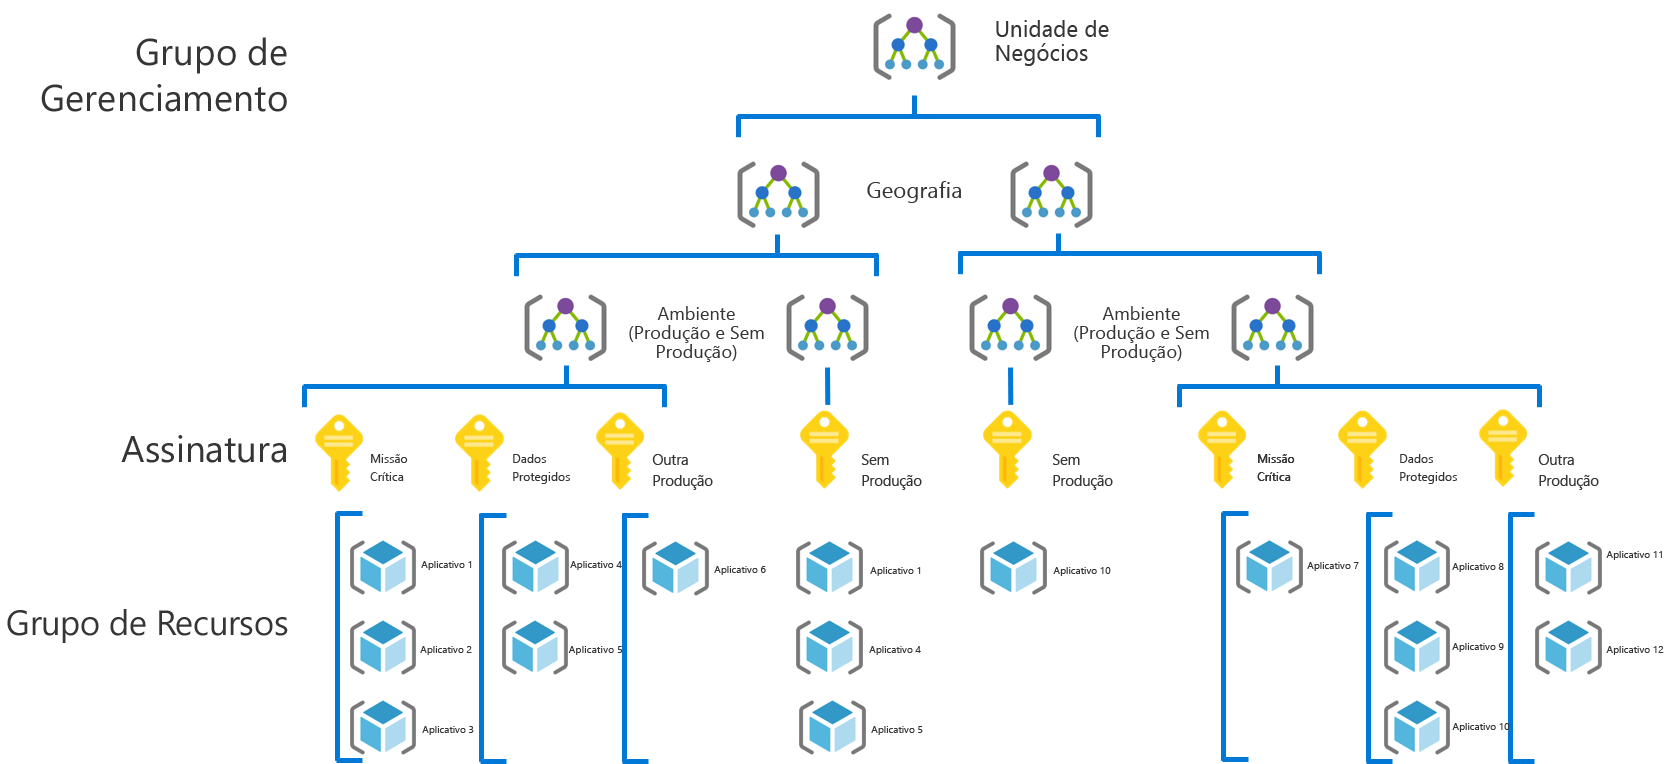 Grupo de
Gerenciamento
Unidade de
Negócios
Geografia
Ambiente
(Produção e Sem
Produção)
Ambiente
(Produção e Sem
Produção)
Assinatura
Missão
Crítica
Dados
Protegidos
Outra
Produção
Sem
Produção
Sem
Produção
Missão
Crítica
Dados
Protegidos
Outra
Produção
Grupo de Recursos
Aplicativo 1
Aplicativo 4
Aplicativo 6
Aplicativo 1
Aplicativo 10
Aplicativo 7
Aplicativo 8
Aplicativo 11
Aplicativo 2
Aplicativo 5
Aplicativo 4
Aplicativo 9
Aplicativo 12
Aplicativo 3
Aplicativo 5
Aplicativo 10